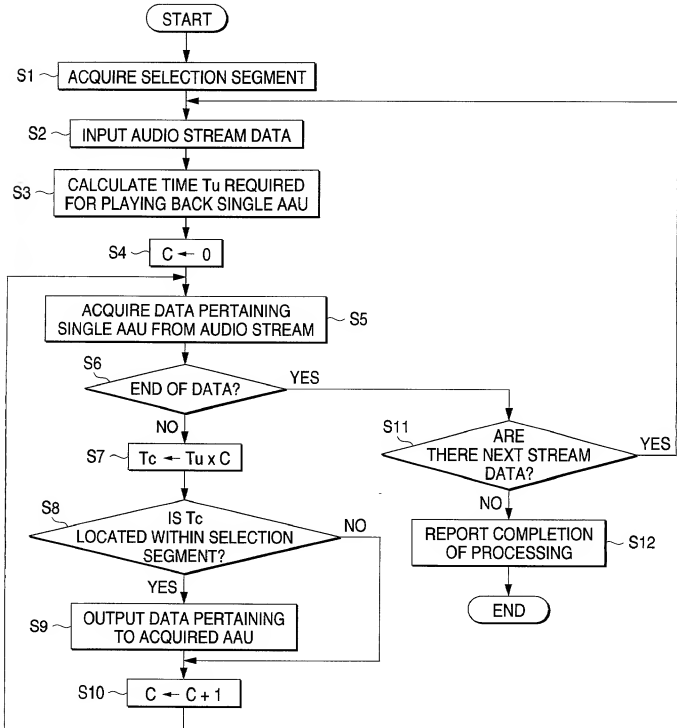 START
S1
ACQUIRE SELECTION SEGMENT
S2
INPUT AUDIO STREAM DATA
S3
CALCULATE TIME Tu REQUIRED
FOR PLAYING BACK SINGLE AAU
S4
C ← 0
ACQUIRE DATA PERTAINING
SINGLE AAU FROM AUDIO STREAM
S5
S6
END OF DATA?
YES
NO
S7
Tc ← Tu x C
S8
IS Tc
LOCATED WITHIN SELECTION
SEGMENT?
NO
YES
S9
OUTPUT DATA PERTAINING
TO ACQUIRED AAU
S10
C ← C + 1
S11
ARE
THERE NEXT STREAM
DATA?
YES
NO
REPORT COMPLETION
OF PROCESSING
S12
END